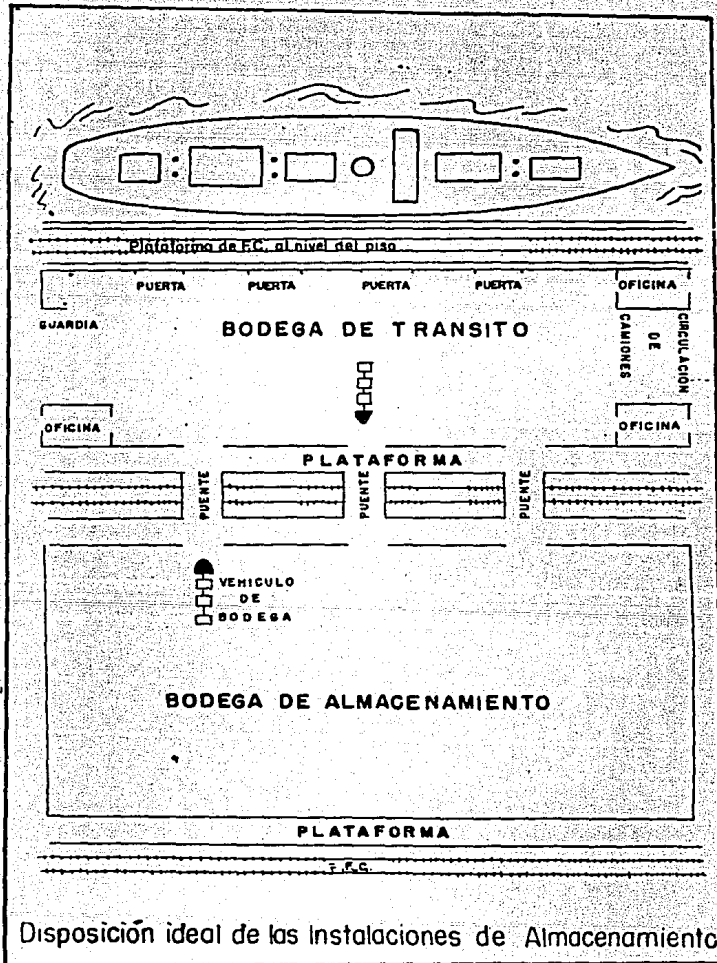 Plataforma de F.C. al nivel del piso
PUERTA PUERTA PUERTA PUERTA OFICINA
GUARDIA
BODEGA DE TRANSITO
CIRCULACIÓN
DE
CAMIONES
OFICINA OFICINA
PLATAFORMA
PUENTE PUENTE PUENTE
VEHICULO
DE
BODEGA
BODEGA DE ALMACENAMIENTO
PLATAFORMA
F.C.
Disposición ideal de las Instalaciones de Almacenamiento